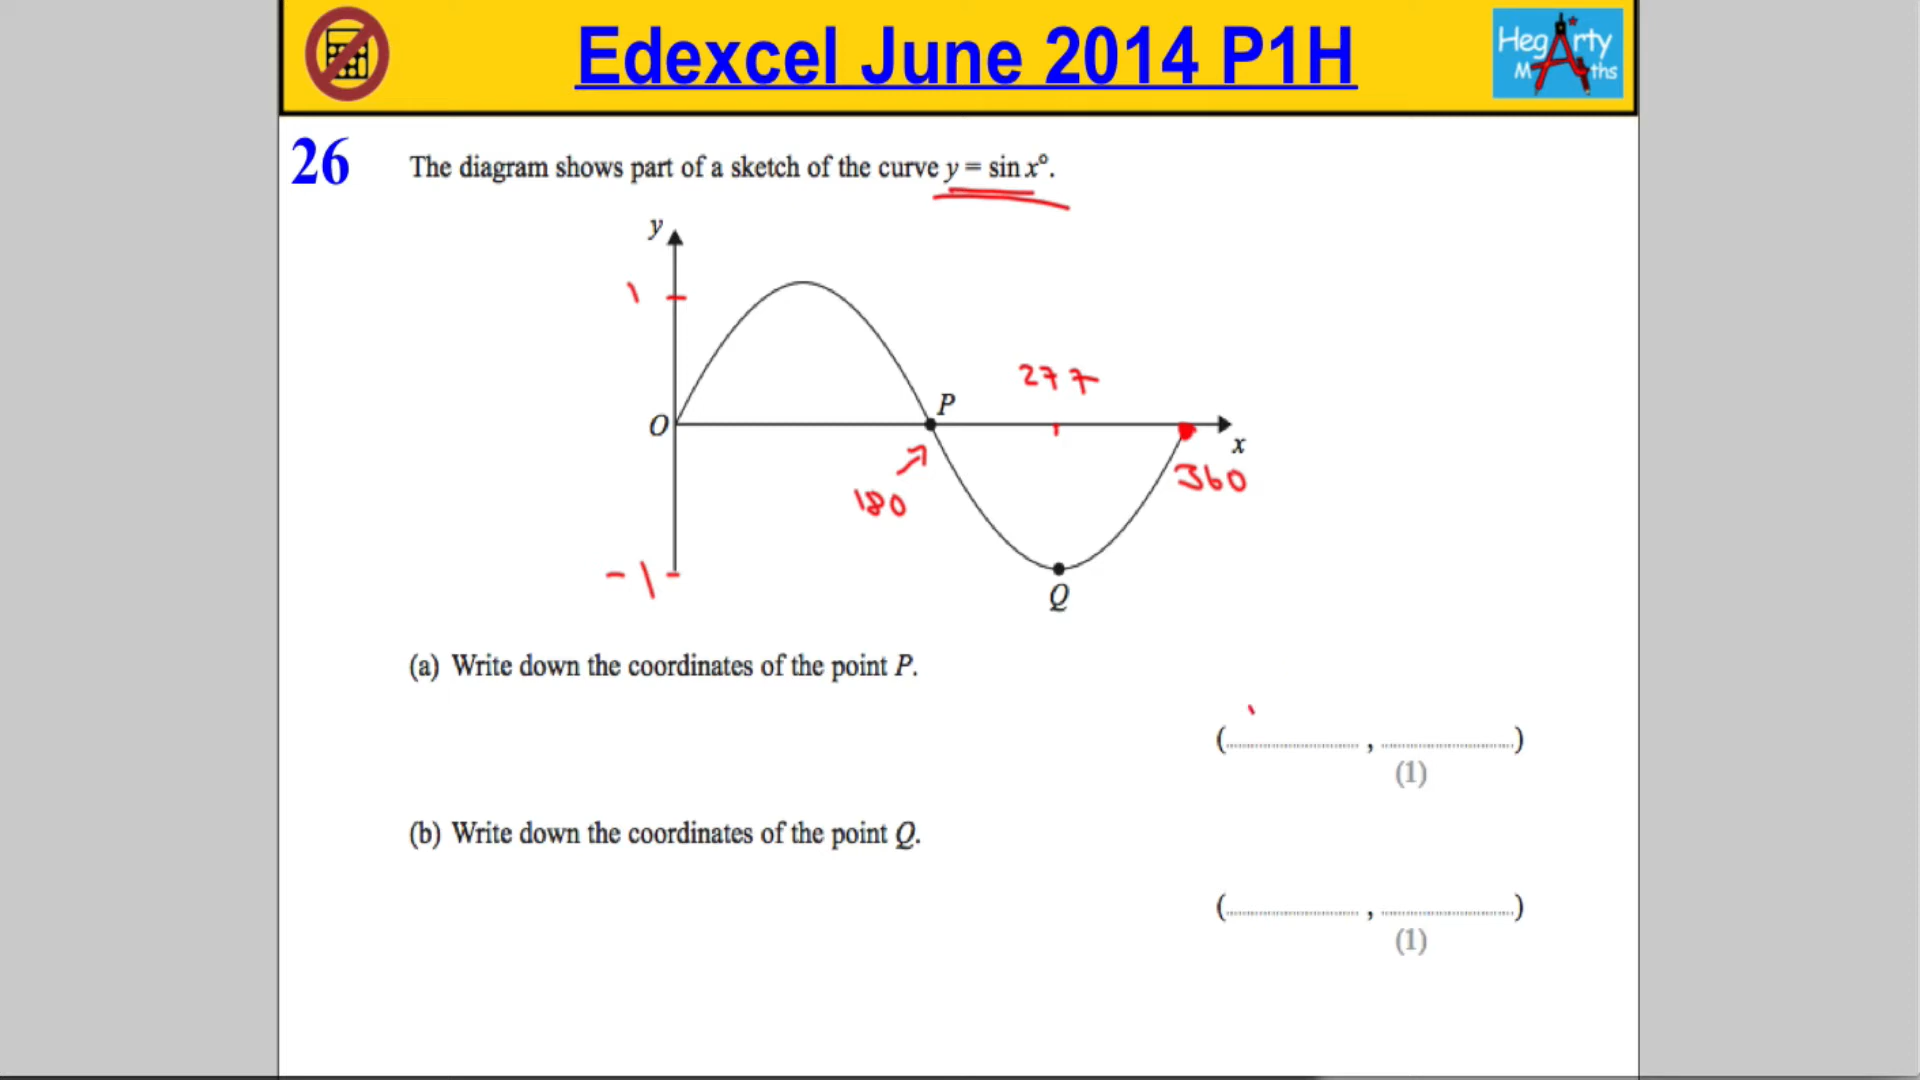 Edexcel June 2014 P1H
Hegarty
Maths
26
The diagram shows part of a sketch of the curve y = sin x°.
y
1
277
P
O
x
360
180
-1
Q
(a) Write down the coordinates of the point P.
(.............................. , ..............................)
(1)
(b) Write down the coordinates of the point Q.
(.............................. , ..............................)
(1)